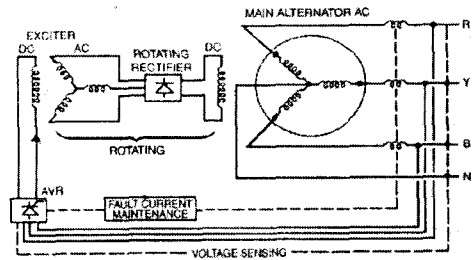 MAIN ALTERNATOR AC
R
EXCITER
DC
AC
ROTATING
RECTIFIER
DC
Y
ROTATING
B
N
AVR
FAULT CURRENT
MAINTENANCE
VOLTAGE SENSING